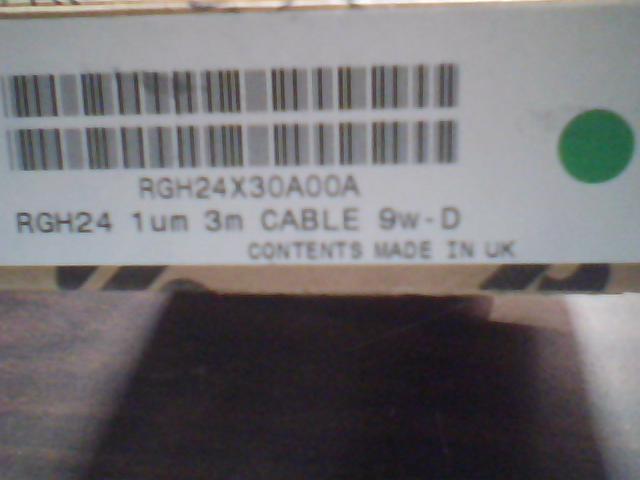 RGH24X30A00A
RGH24 1um 3m CABLE 9w-D
CONTENTS MADE IN UK